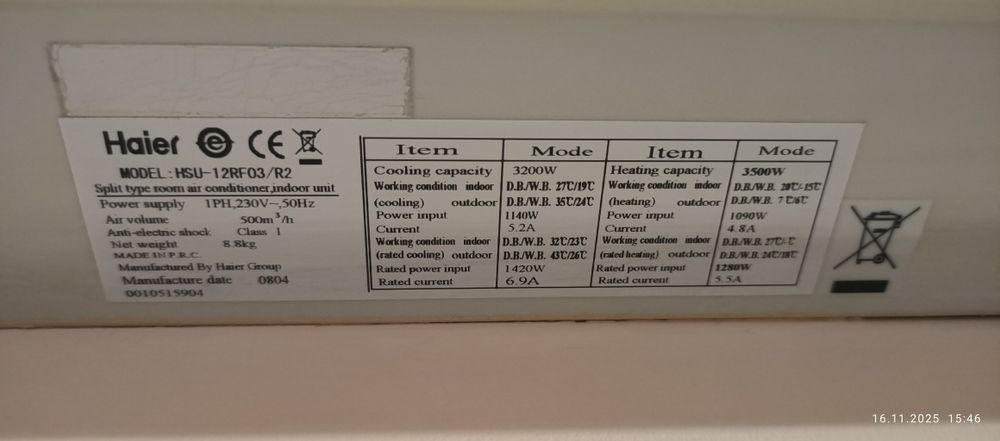 Haier
MODEL: HSU-12RF03/R2
Split type room air conditioner,indoor unit
Power supply 1PH,230V~,50Hz
Air volume 500m³/h
Anti-electric shock Class I
Net weight 8.8kg
MADE IN P.R.C.
Manufactured By Haier Group
Manufacture date 0804
0010515904
Item Mode Item Mode
Cooling capacity 3200W Heating capacity 3500W
Working condition indoor D.B./W.B. 27℃/19℃ Working condition indoor D.B./W.B. 20℃/-15℃
(cooling) outdoor D.B./W.B. 35℃/24℃ (heating) outdoor D.B./W.B. 7℃/6℃
Power input 1140W Power input 1090W
Current 5.2A Current 4.8A
Working condition indoor D.B./W.B. 32℃/23℃ Working condition indoor D.B./W.B. 27℃/-℃
(rated cooling) outdoor D.B./W.B. 43℃/26℃ (rated heating) outdoor D.B./W.B. 24℃/18℃
Rated power input 1420W Rated power input 1280W
Rated current 6.9A Rated current 5.5A
16.11.2025 15:46